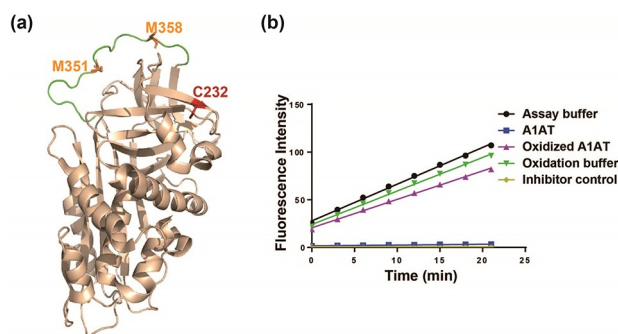 (a)
M358
M351
C232
(b)
Fluorescence Intensity
150
100
50
0
0
5
10
15
20
25
Time (min)
Assay buffer
A1AT
Oxidized A1AT
Oxidation buffer
Inhibitor control